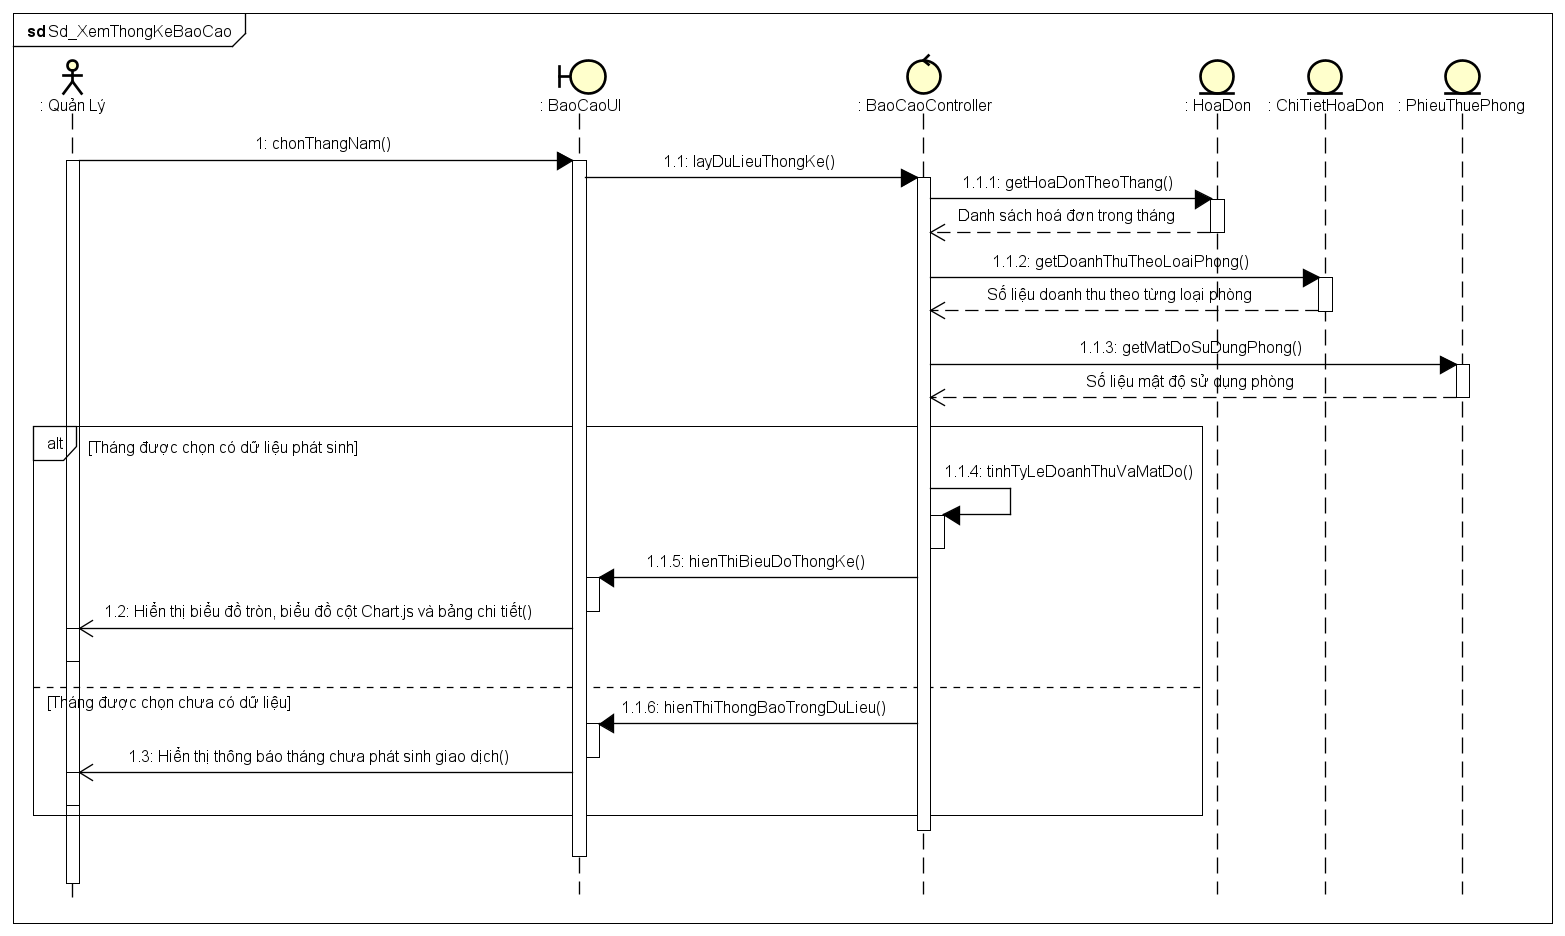 sd Sd_XemThongKeBaoCao
: Quản Lý
: BaoCaoUI
: BaoCaoController
: HoaDon
: ChiTietHoaDon
: PhieuThuePhong
1: chonThangNam()
1.1: layDuLieuThongKe()
1.1.1: getHoaDonTheoThang()
Danh sách hoá đơn trong tháng
1.1.2: getDoanhThuTheoLoaiPhong()
Số liệu doanh thu theo từng loại phòng
1.1.3: getMatDoSuDungPhong()
Số liệu mật độ sử dụng phòng
alt
[Tháng được chọn có dữ liệu phát sinh]
1.1.4: tinhTyLeDoanhThuVaMatDo()
1.1.5: hienThiBieuDoThongKe()
1.2: Hiển thị biểu đồ tròn, biểu đồ cột Chart.js và bảng chi tiết()
[Tháng được chọn chưa có dữ liệu]
1.1.6: hienThiThongBaoTrongDuLieu()
1.3: Hiển thị thông báo tháng chưa phát sinh giao dịch()